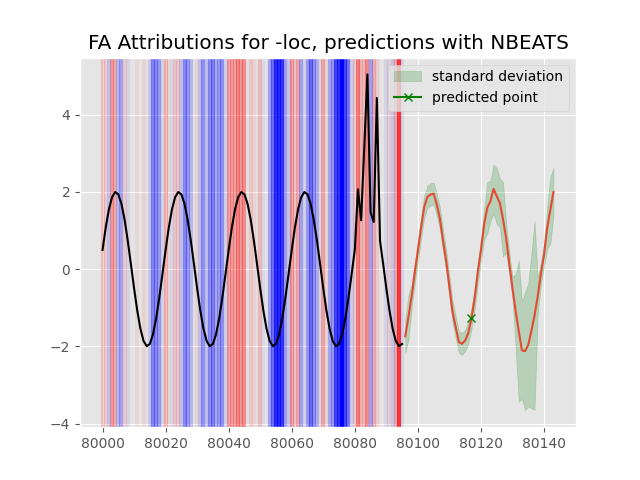 FA Attributions for -loc, predictions with NBEATS
standard deviation
predicted point
4
2
0
−2
−4
80000 80020 80040 80060 80080 80100 80120 80140